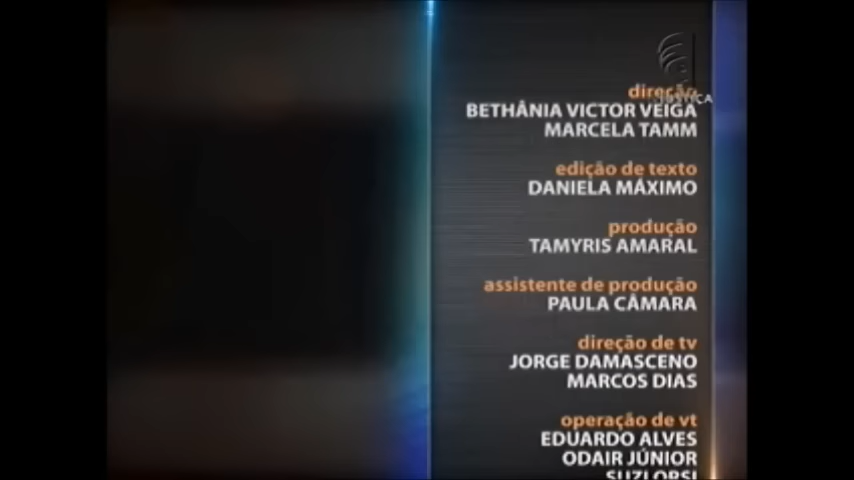 direção
JUSTIÇA
BETHÂNIA VICTOR VEIGA
MARCELA TAMM
edição de texto
DANIELA MÁXIMO
produção
TAMYRIS AMARAL
assistente de produção
PAULA CÂMARA
direção de tv
JORGE DAMASCENO
MARCOS DIAS
operação de vt
EDUARDO ALVES
ODAIR JÚNIOR